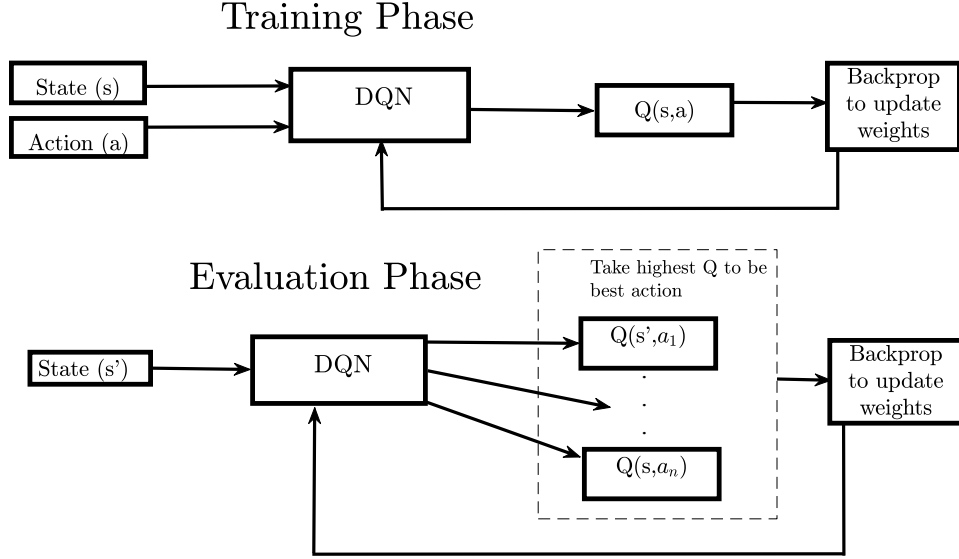 Training Phase
State (s)
Action (a)
DQN
Q(s,a)
Backprop
to update
weights
Evaluation Phase
State (s')
DQN
Take highest Q to be
best action
Q(s',a₁)
.
.
.
Q(s,aₙ)
Backprop
to update
weights